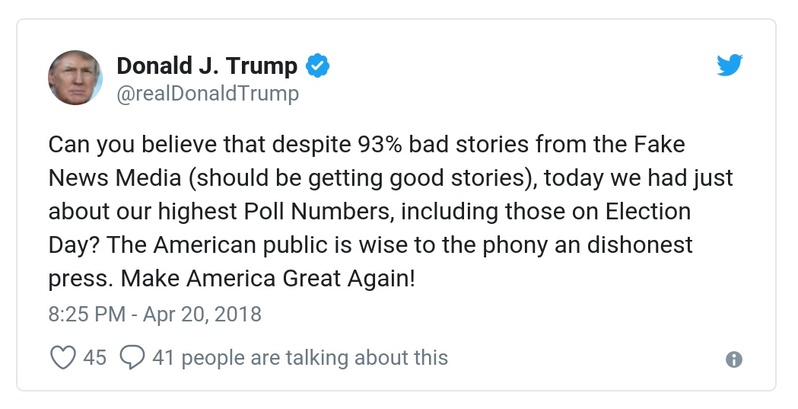 Donald J. Trump
@realDonaldTrump
Can you believe that despite 93% bad stories from the Fake
News Media (should be getting good stories), today we had just
about our highest Poll Numbers, including those on Election
Day? The American public is wise to the phony an dishonest
press. Make America Great Again!
8:25 PM - Apr 20, 2018
45 41 people are talking about this